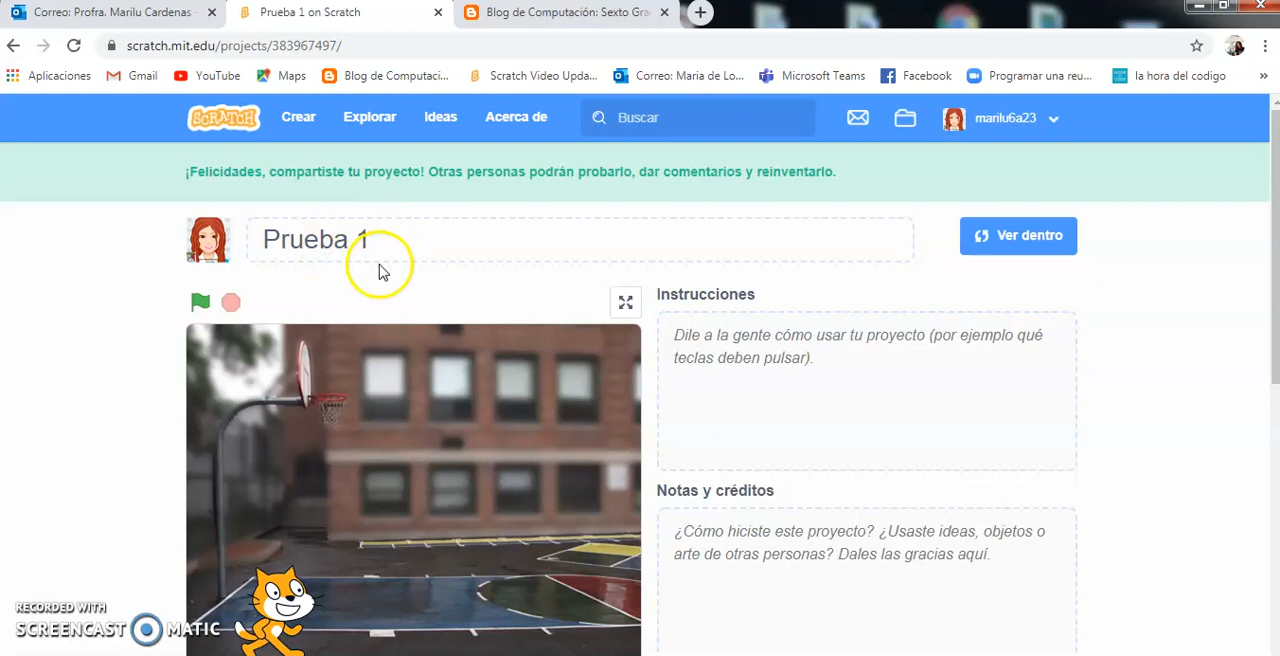 Correo: Profra. Marilu Cardenas
Prueba 1 on Scratch
Blog de Computación: Sexto Gra
scratch.mit.edu/projects/383967497/
Aplicaciones
Gmail
YouTube
Maps
Blog de Computaci...
Scratch Video Upda...
Correo: Maria de Lo...
Microsoft Teams
Facebook
Programar una reu...
la hora del codigo
SCRATCH
Crear
Explorar
Ideas
Acerca de
Buscar
marilu6a23
¡Felicidades, compartiste tu proyecto! Otras personas podrán probarlo, dar comentarios y reinventarlo.
Prueba 1
Ver dentro
Instrucciones
Dile a la gente cómo usar tu proyecto (por ejemplo qué
teclas deben pulsar).
Notas y créditos
¿Cómo hiciste este proyecto? ¿Usaste ideas, objetos o
arte de otras personas? Dales las gracias aquí.
RECORDED WITH
SCREENCAST MATIC